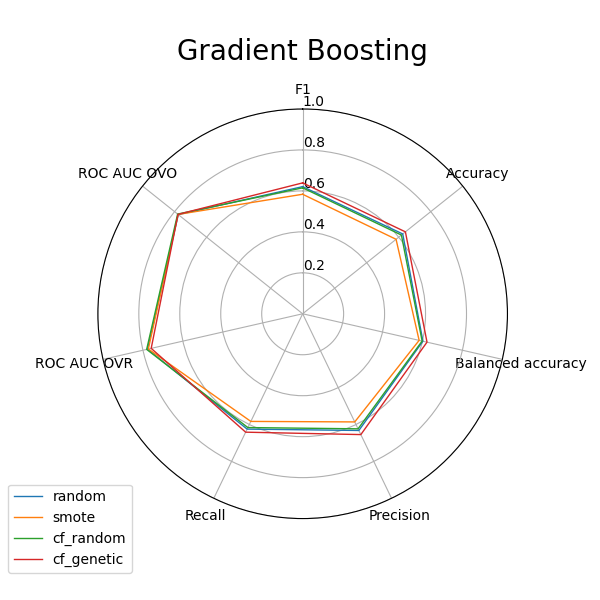 Gradient Boosting
F1
1.0
0.8
0.6
0.4
0.2
ROC AUC OVO
Accuracy
ROC AUC OVR
Balanced accuracy
Recall
Precision
random
smote
cf_random
cf_genetic